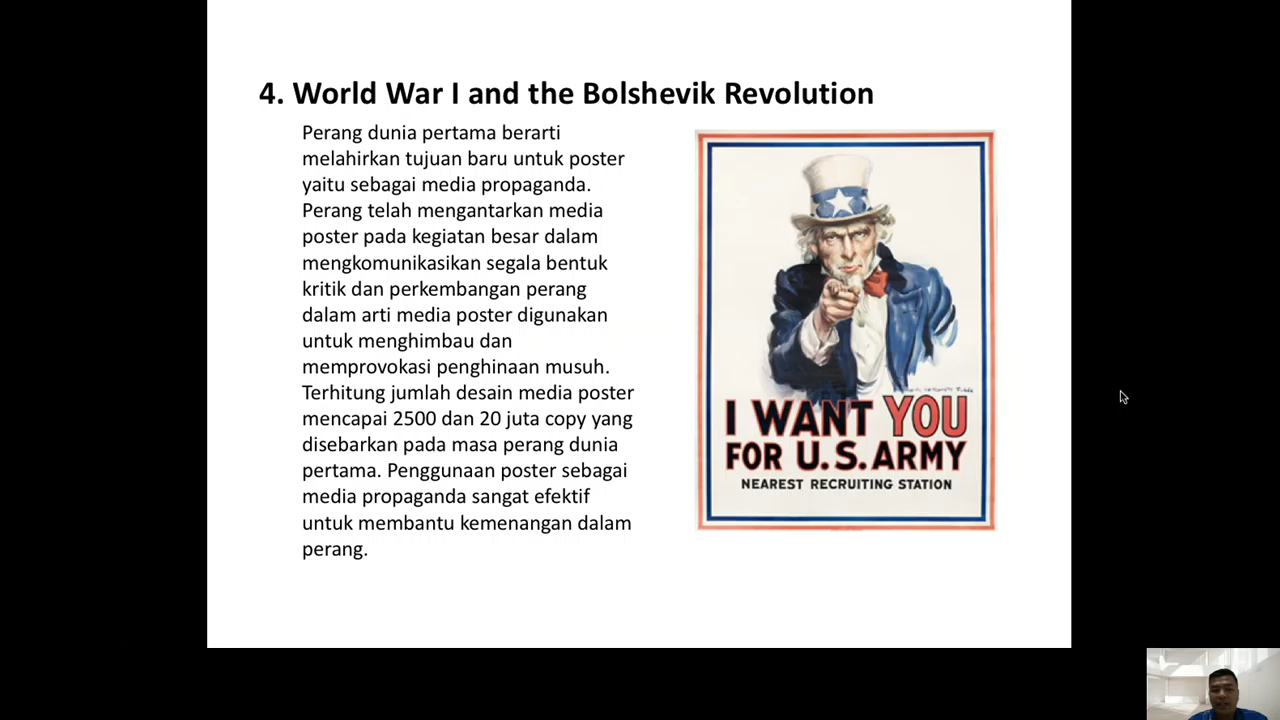 4. World War I and the Bolshevik Revolution
Perang dunia pertama berarti
melahirkan tujuan baru untuk poster
yaitu sebagai media propaganda.
Perang telah mengantarkan media
poster pada kegiatan besar dalam
mengkomunikasikan segala bentuk
kritik dan perkembangan perang
dalam arti media poster digunakan
untuk menghimbau dan
memprovokasi penghinaan musuh.
Terhitung jumlah desain media poster
mencapai 2500 dan 20 juta copy yang
disebarkan pada masa perang dunia
pertama. Penggunaan poster sebagai
media propaganda sangat efektif
untuk membantu kemenangan dalam
perang.
I WANT YOU
FOR U.S. ARMY
NEAREST RECRUITING STATION